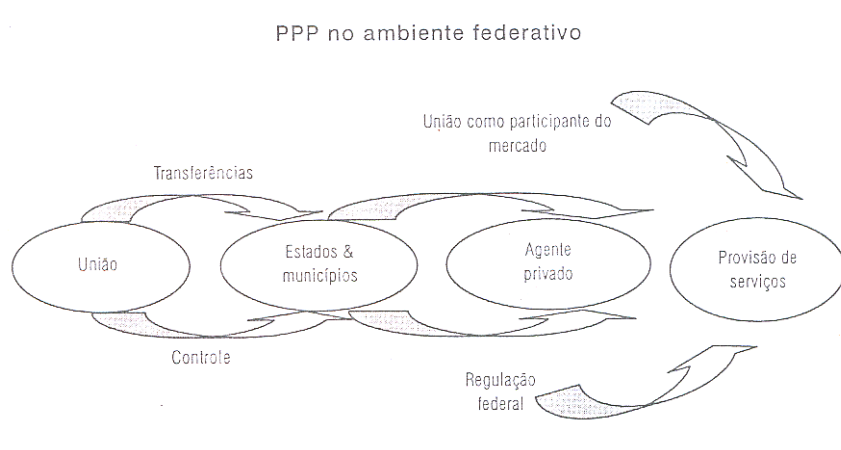 PPP no ambiente federativo
União como participante do
mercado
Transferências
União
Estados &
municípios
Agente
privado
Provisão de
serviços
Controle
Regulação
federal